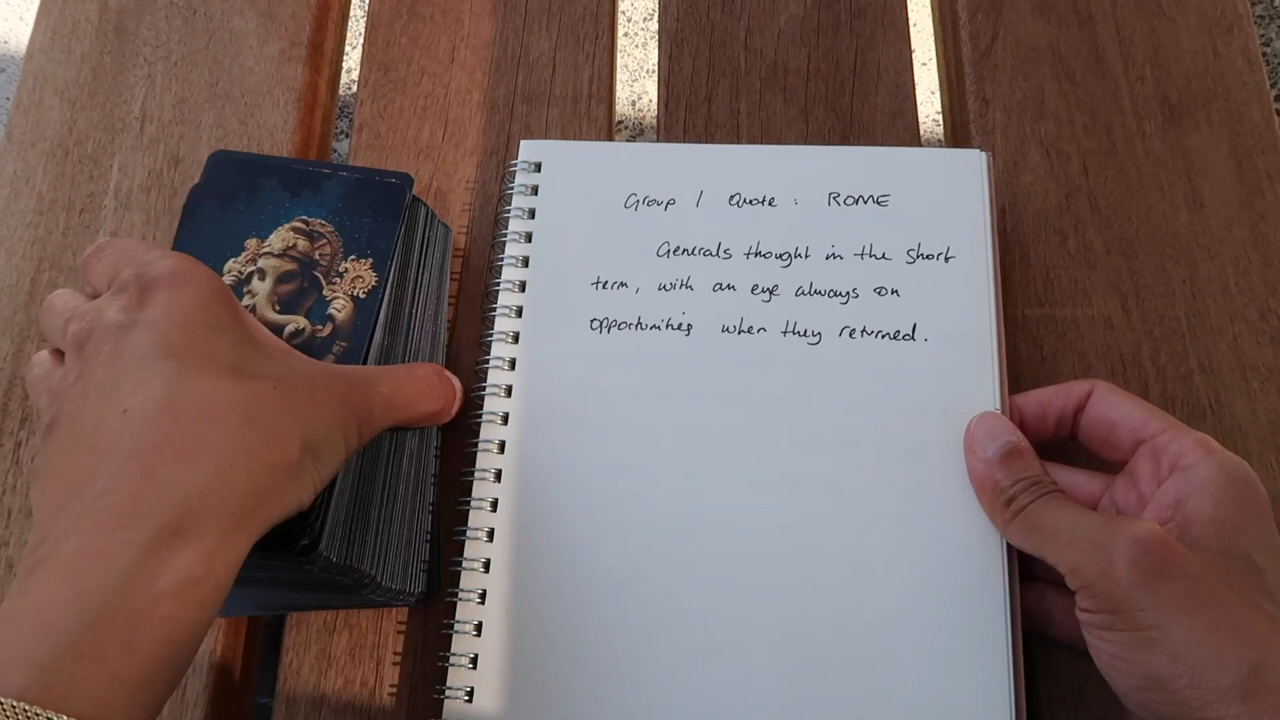 Group 1 Quote : ROME
Generals thought in the short
term, with an eye always on
opportunities when they returned.